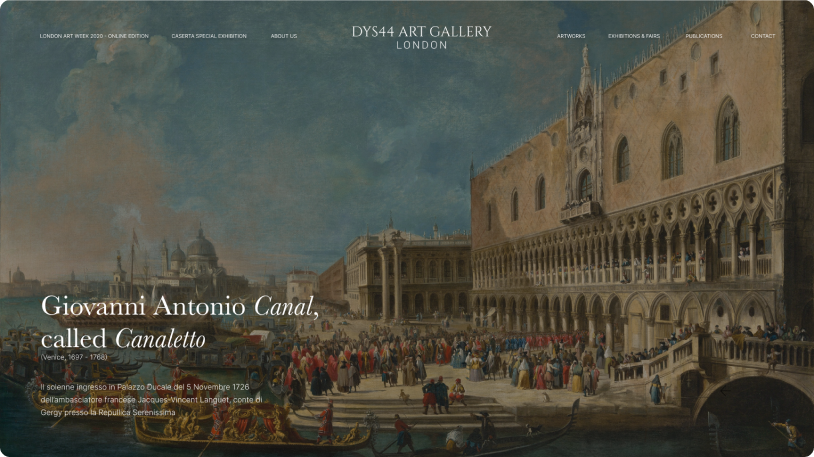 LONDON ART WEEK 2020 - ONLINE EDITION
CASERTA SPECIAL EXHIBITION
ABOUT US
DYS44 ART GALLERY
LONDON
ARTWORKS
EXHIBITIONS & FAIRS
PUBLICATIONS
CONTACT
Giovanni Antonio Canal,
called Canaletto
(Venice, 1697 - 1768)
Il solenne ingresso in Palazzo Ducale del 5 Novembre 1726
dell'ambasciatore francese Jacques-Vincent Languet, conte di
Gergy presso la Repullica Serenissima